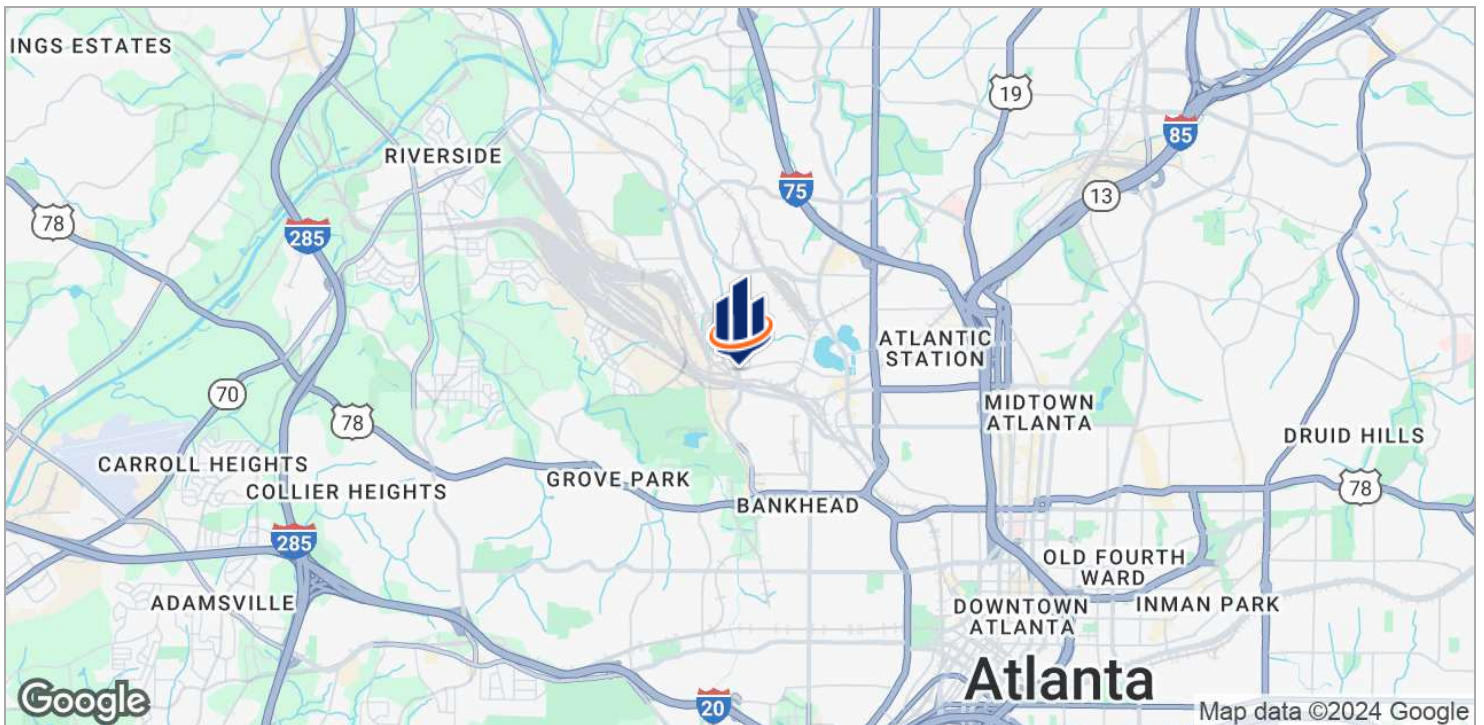 INGS ESTATES
19
85
RIVERSIDE
75
13
78
285
ATLANTIC
STATION
70
78
MIDTOWN
ATLANTA
DRUID HILLS
CARROLL HEIGHTS
COLLIER HEIGHTS
GROVE PARK
78
BANKHEAD
285
OLD FOURTH
WARD
ADAMSVILLE
DOWNTOWN
ATLANTA
INMAN PARK
Atlanta
Google
20
Map data ©2024 Google